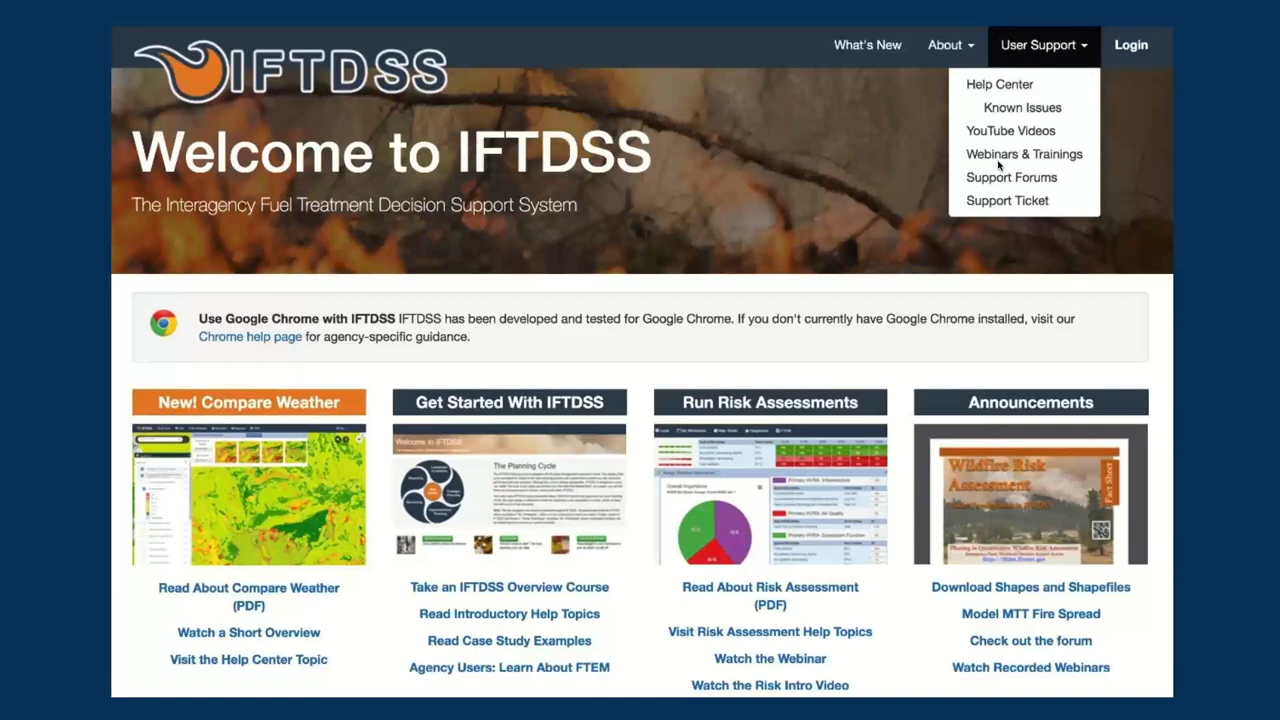 IFTDSS
What's New
About
User Support
Login
Help Center
Known Issues
YouTube Videos
Webinars & Trainings
Support Forums
Support Ticket
Welcome to IFTDSS
The Interagency Fuel Treatment Decision Support System
Use Google Chrome with IFTDSS IFTDSS has been developed and tested for Google Chrome. If you don't currently have Google Chrome installed, visit our
Chrome help page for agency-specific guidance.
New! Compare Weather
Read About Compare Weather
(PDF)
Watch a Short Overview
Visit the Help Center Topic
Get Started With IFTDSS
Welcome to IFTDSS
The Planning Cycle
Take an IFTDSS Overview Course
Read Introductory Help Topics
Read Case Study Examples
Agency Users: Learn About FTEM
Run Risk Assessments
Read About Risk Assessment
(PDF)
Visit Risk Assessment Help Topics
Watch the Webinar
Watch the Risk Intro Video
Announcements
Wildfire Risk
Assessment
Fact Sheet
Download Shapes and Shapefiles
Model MTT Fire Spread
Check out the forum
Watch Recorded Webinars